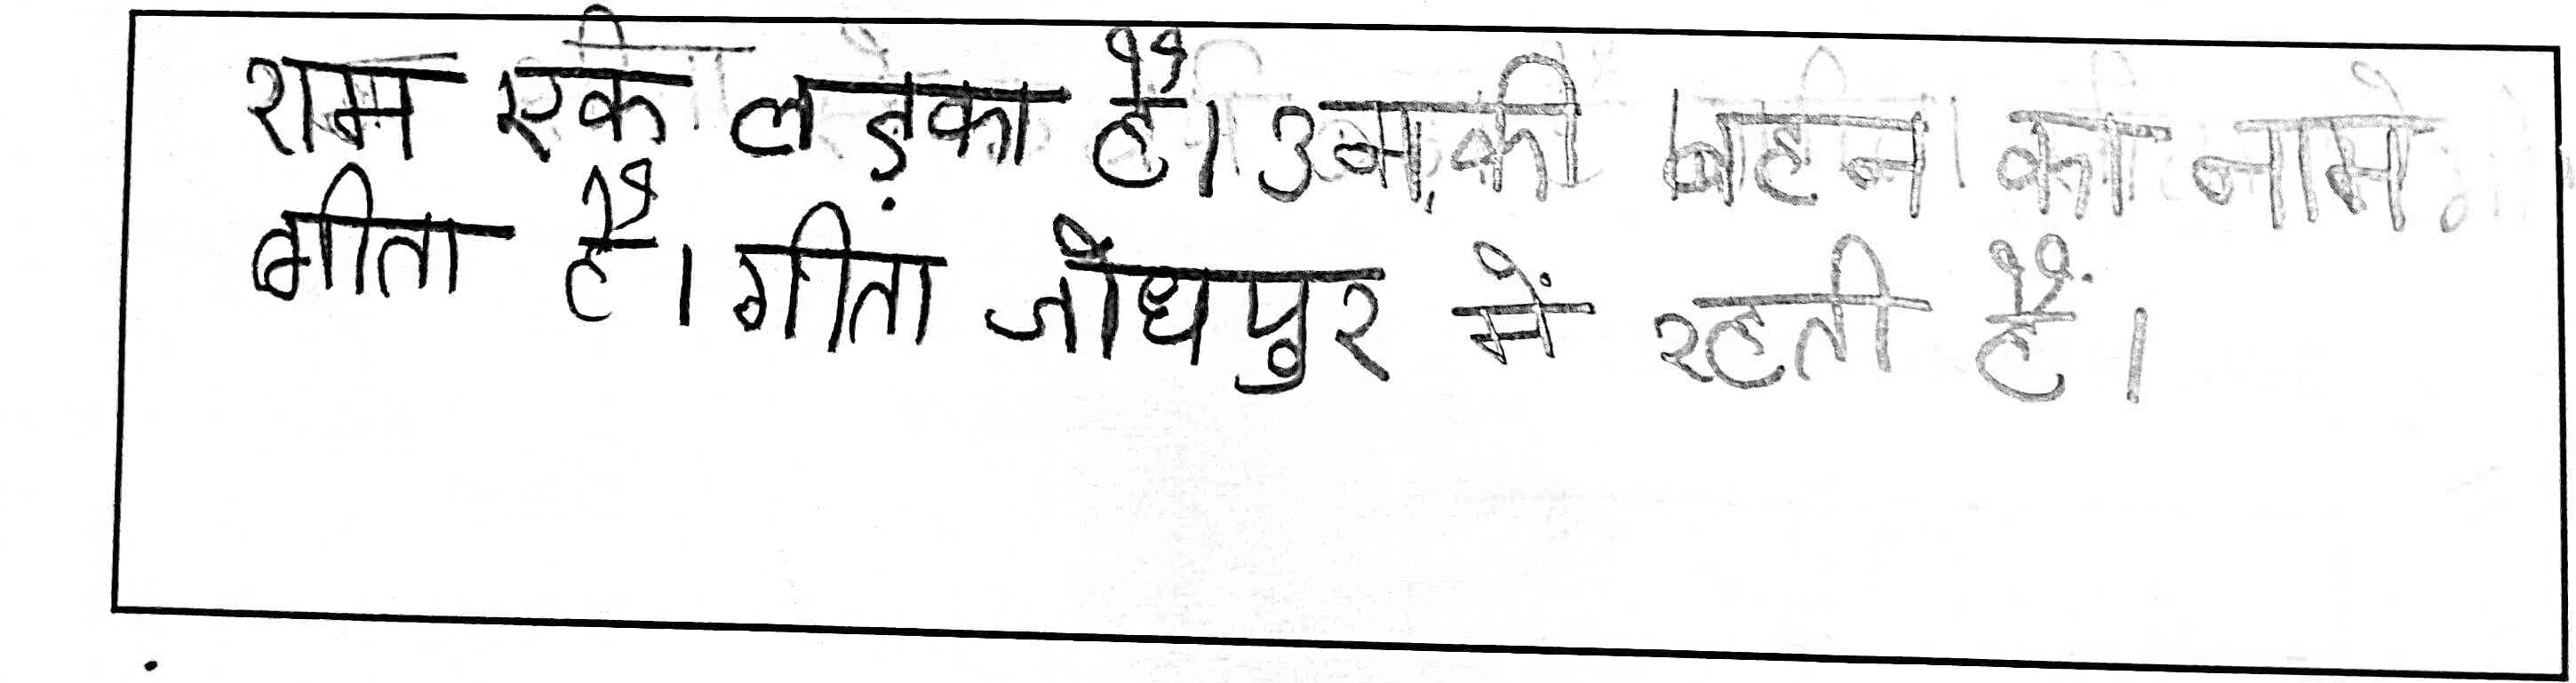 राम एक लड़का है। उसकी बहन का नाम
गीता है। गीता जोधपुर में रहती है।